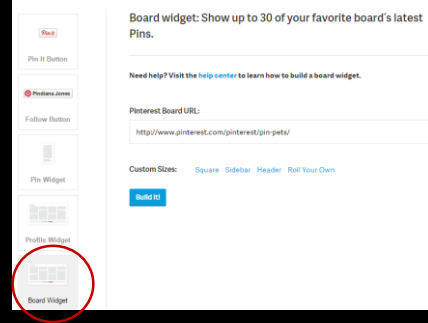 Pin it
Pin It Button
Pindiana Jones
Follow Button
Pin Widget
Profile Widget
Board Widget
Board widget: Show up to 30 of your favorite board's latest
Pins.
Need help? Visit the help center to learn how to build a board widget.
Pinterest Board URL:
http://www.pinterest.com/pinterest/pin-pets/
Custom Sizes: Square Sidebar Header Roll Your Own
Build It!